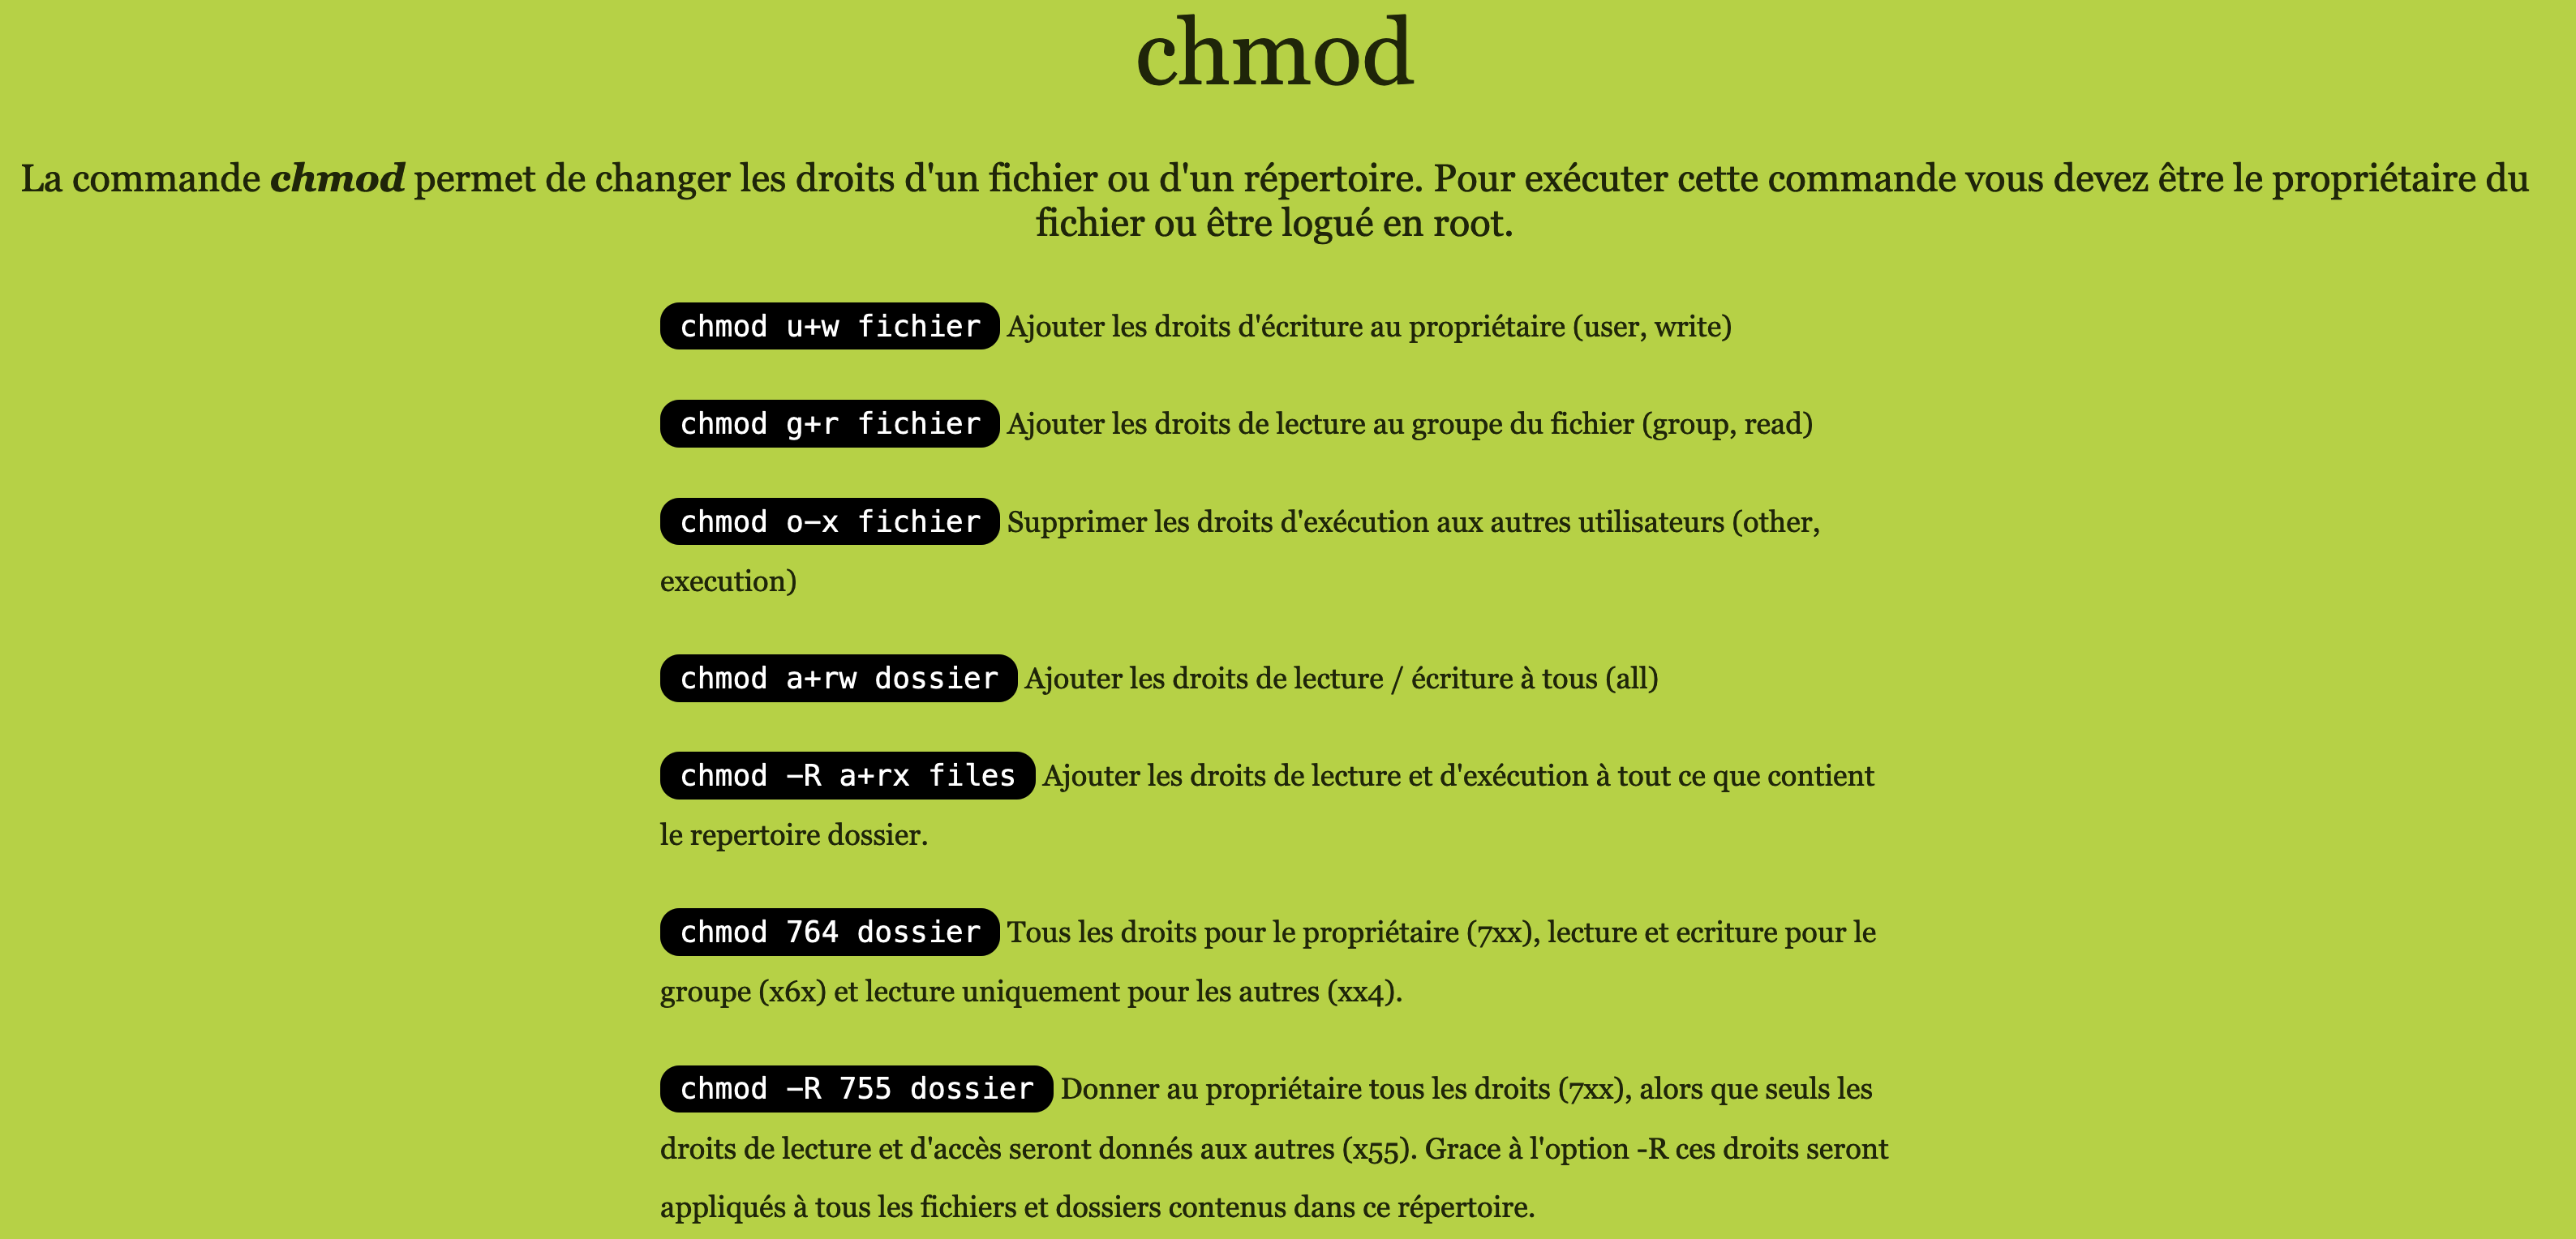 chmod
La commande chmod permet de changer les droits d'un fichier ou d'un répertoire. Pour exécuter cette commande vous devez être le propriétaire du
fichier ou être logué en root.
chmod u+w fichier Ajouter les droits d'écriture au propriétaire (user, write)
chmod g+r fichier Ajouter les droits de lecture au groupe du fichier (group, read)
chmod o-x fichier Supprimer les droits d'exécution aux autres utilisateurs (other,
execution)
chmod a+rw dossier Ajouter les droits de lecture / écriture à tous (all)
chmod -R a+rx files Ajouter les droits de lecture et d'exécution à tout ce que contient
le repertoire dossier.
chmod 764 dossier Tous les droits pour le propriétaire (7xx), lecture et ecriture pour le
groupe (x6x) et lecture uniquement pour les autres (xx4).
chmod -R 755 dossier Donner au propriétaire tous les droits (7xx), alors que seuls les
droits de lecture et d'accès seront donnés aux autres (x55). Grace à l'option -R ces droits seront
appliqués à tous les fichiers et dossiers contenus dans ce répertoire.